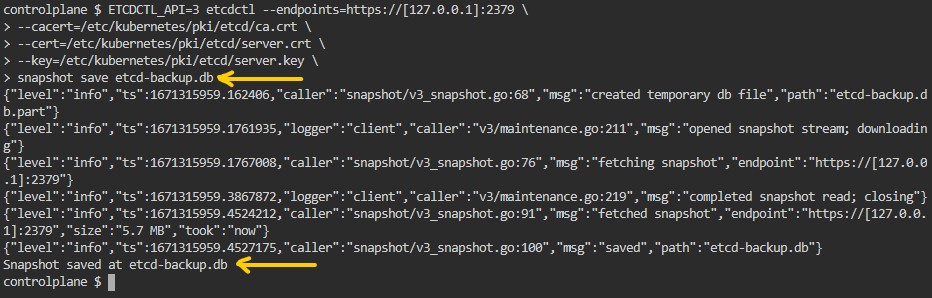 controlplane $ ETCDCTL_API=3 etcdctl --endpoints=https://[127.0.0.1]:2379 \
> --cacert=/etc/kubernetes/pki/etcd/ca.crt \
> --cert=/etc/kubernetes/pki/etcd/server.crt \
> --key=/etc/kubernetes/pki/etcd/server.key \
> snapshot save etcd-backup.db
{"level":"info","ts":1671315959.162406,"caller":"snapshot/v3_snapshot.go:68","msg":"created temporary db file","path":"etcd-backup.d
b.part"}
{"level":"info","ts":1671315959.1761935,"logger":"client","caller":"v3/maintenance.go:211","msg":"opened snapshot stream; downloadin
g"}
{"level":"info","ts":1671315959.1767008,"caller":"snapshot/v3_snapshot.go:76","msg":"fetching snapshot","endpoint":"https://[127.0.0
.1]:2379"}
{"level":"info","ts":1671315959.3867872,"logger":"client","caller":"v3/maintenance.go:219","msg":"completed snapshot read; closing"}
{"level":"info","ts":1671315959.4524212,"caller":"snapshot/v3_snapshot.go:91","msg":"fetched snapshot","endpoint":"https://[127.0.0.
1]:2379","size":"5.7 MB","took":"now"}
{"level":"info","ts":1671315959.4527175,"caller":"snapshot/v3_snapshot.go:100","msg":"saved","path":"etcd-backup.db"}
Snapshot saved at etcd-backup.db
controlplane $